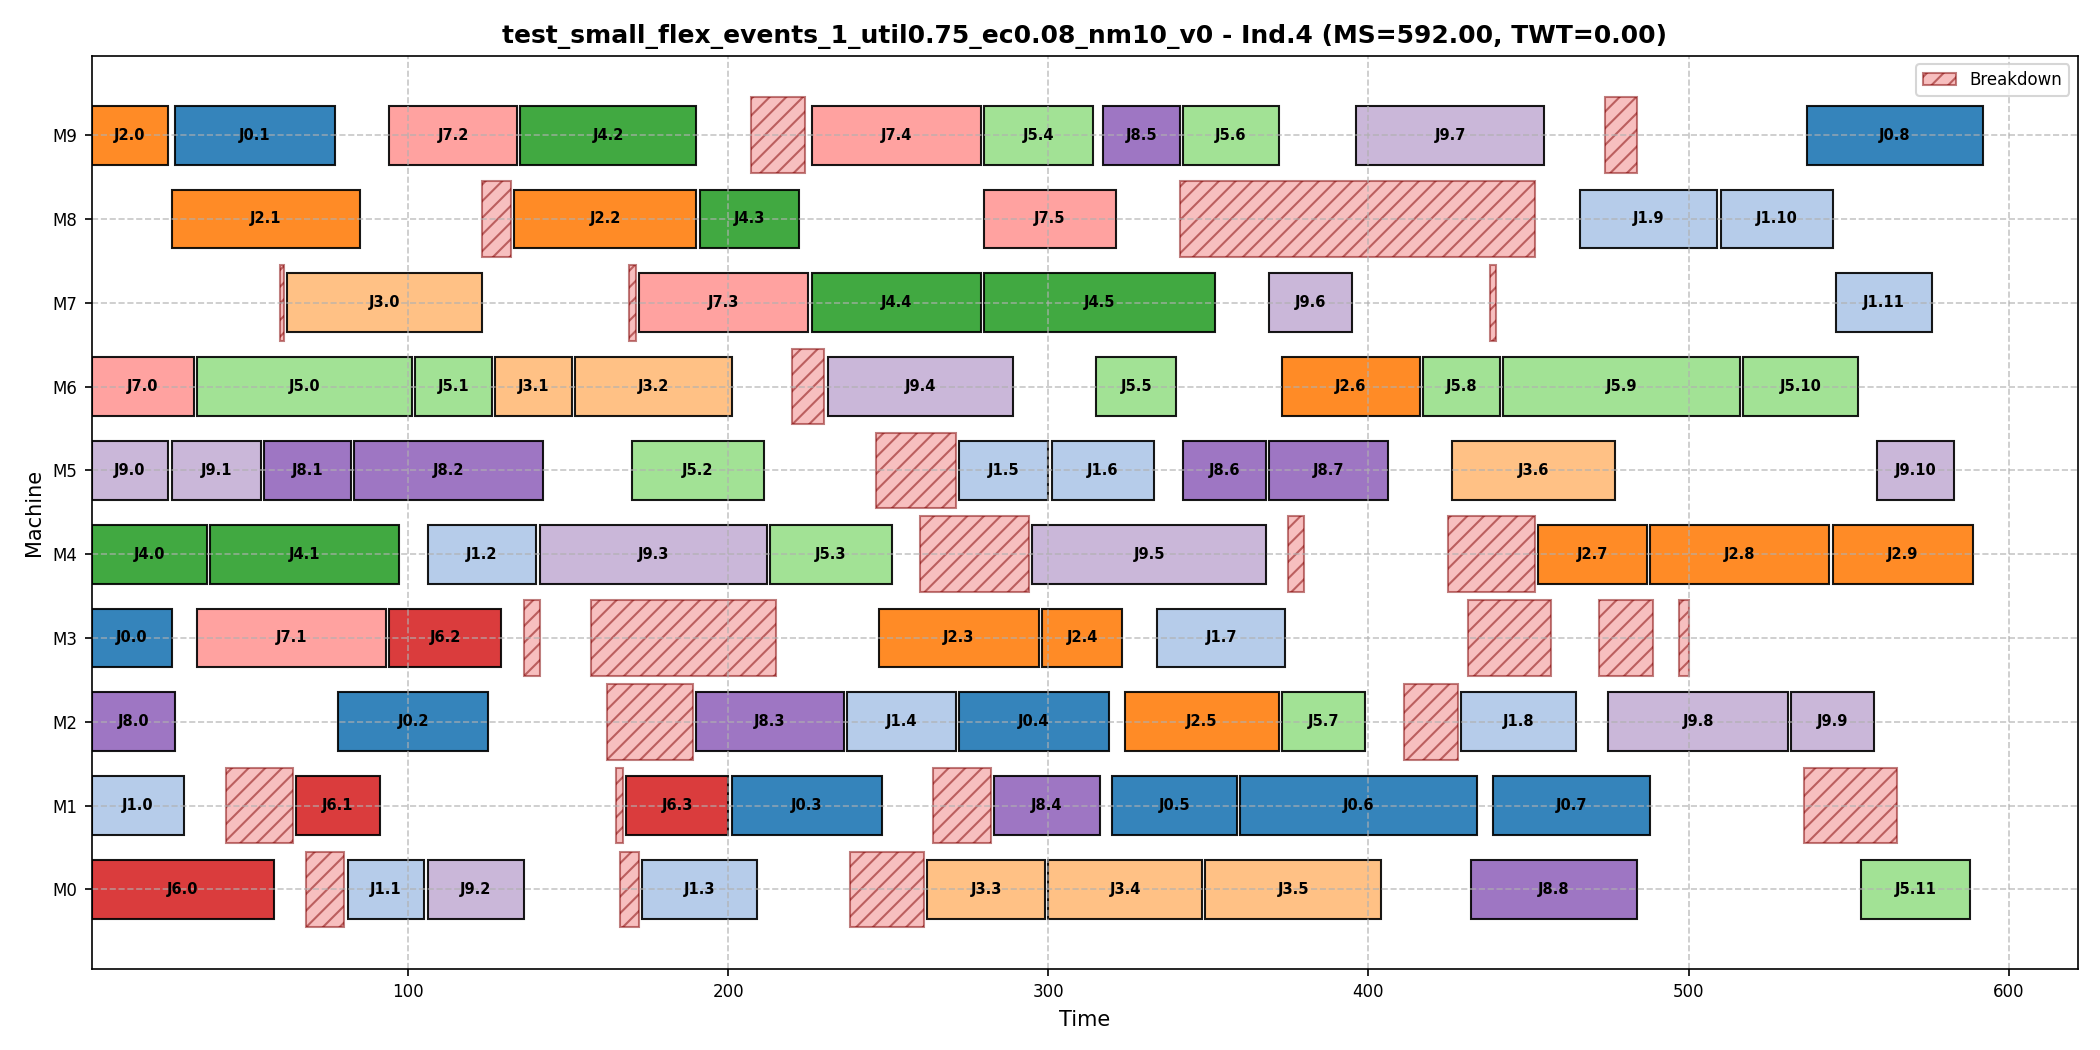 test_small_flex_events_1_util0.75_ec0.08_nm10_v0 - Ind.4 (MS=592.00, TWT=0.00)
Breakdown
M9 J2.0 J0.1 J7.2 J4.2 J7.4 J5.4 J8.5 J5.6 J9.7 J0.8
M8 J2.1 J2.2 J4.3 J7.5 J1.9 J1.10
M7 J3.0 J7.3 J4.4 J4.5 J9.6 J1.11
M6 J7.0 J5.0 J5.1 J3.1 J3.2 J9.4 J5.5 J2.6 J5.8 J5.9 J5.10
M5 J9.0 J9.1 J8.1 J8.2 J5.2 J1.5 J1.6 J8.6 J8.7 J3.6 J9.10
M4 J4.0 J4.1 J1.2 J9.3 J5.3 J9.5 J2.7 J2.8 J2.9
M3 J0.0 J7.1 J6.2 J2.3 J2.4 J1.7
M2 J8.0 J0.2 J8.3 J1.4 J0.4 J2.5 J5.7 J1.8 J9.8 J9.9
M1 J1.0 J6.1 J6.3 J0.3 J8.4 J0.5 J0.6 J0.7
M0 J6.0 J1.1 J9.2 J1.3 J3.3 J3.4 J3.5 J8.8 J5.11
Machine
100 200 300 400 500 600
Time